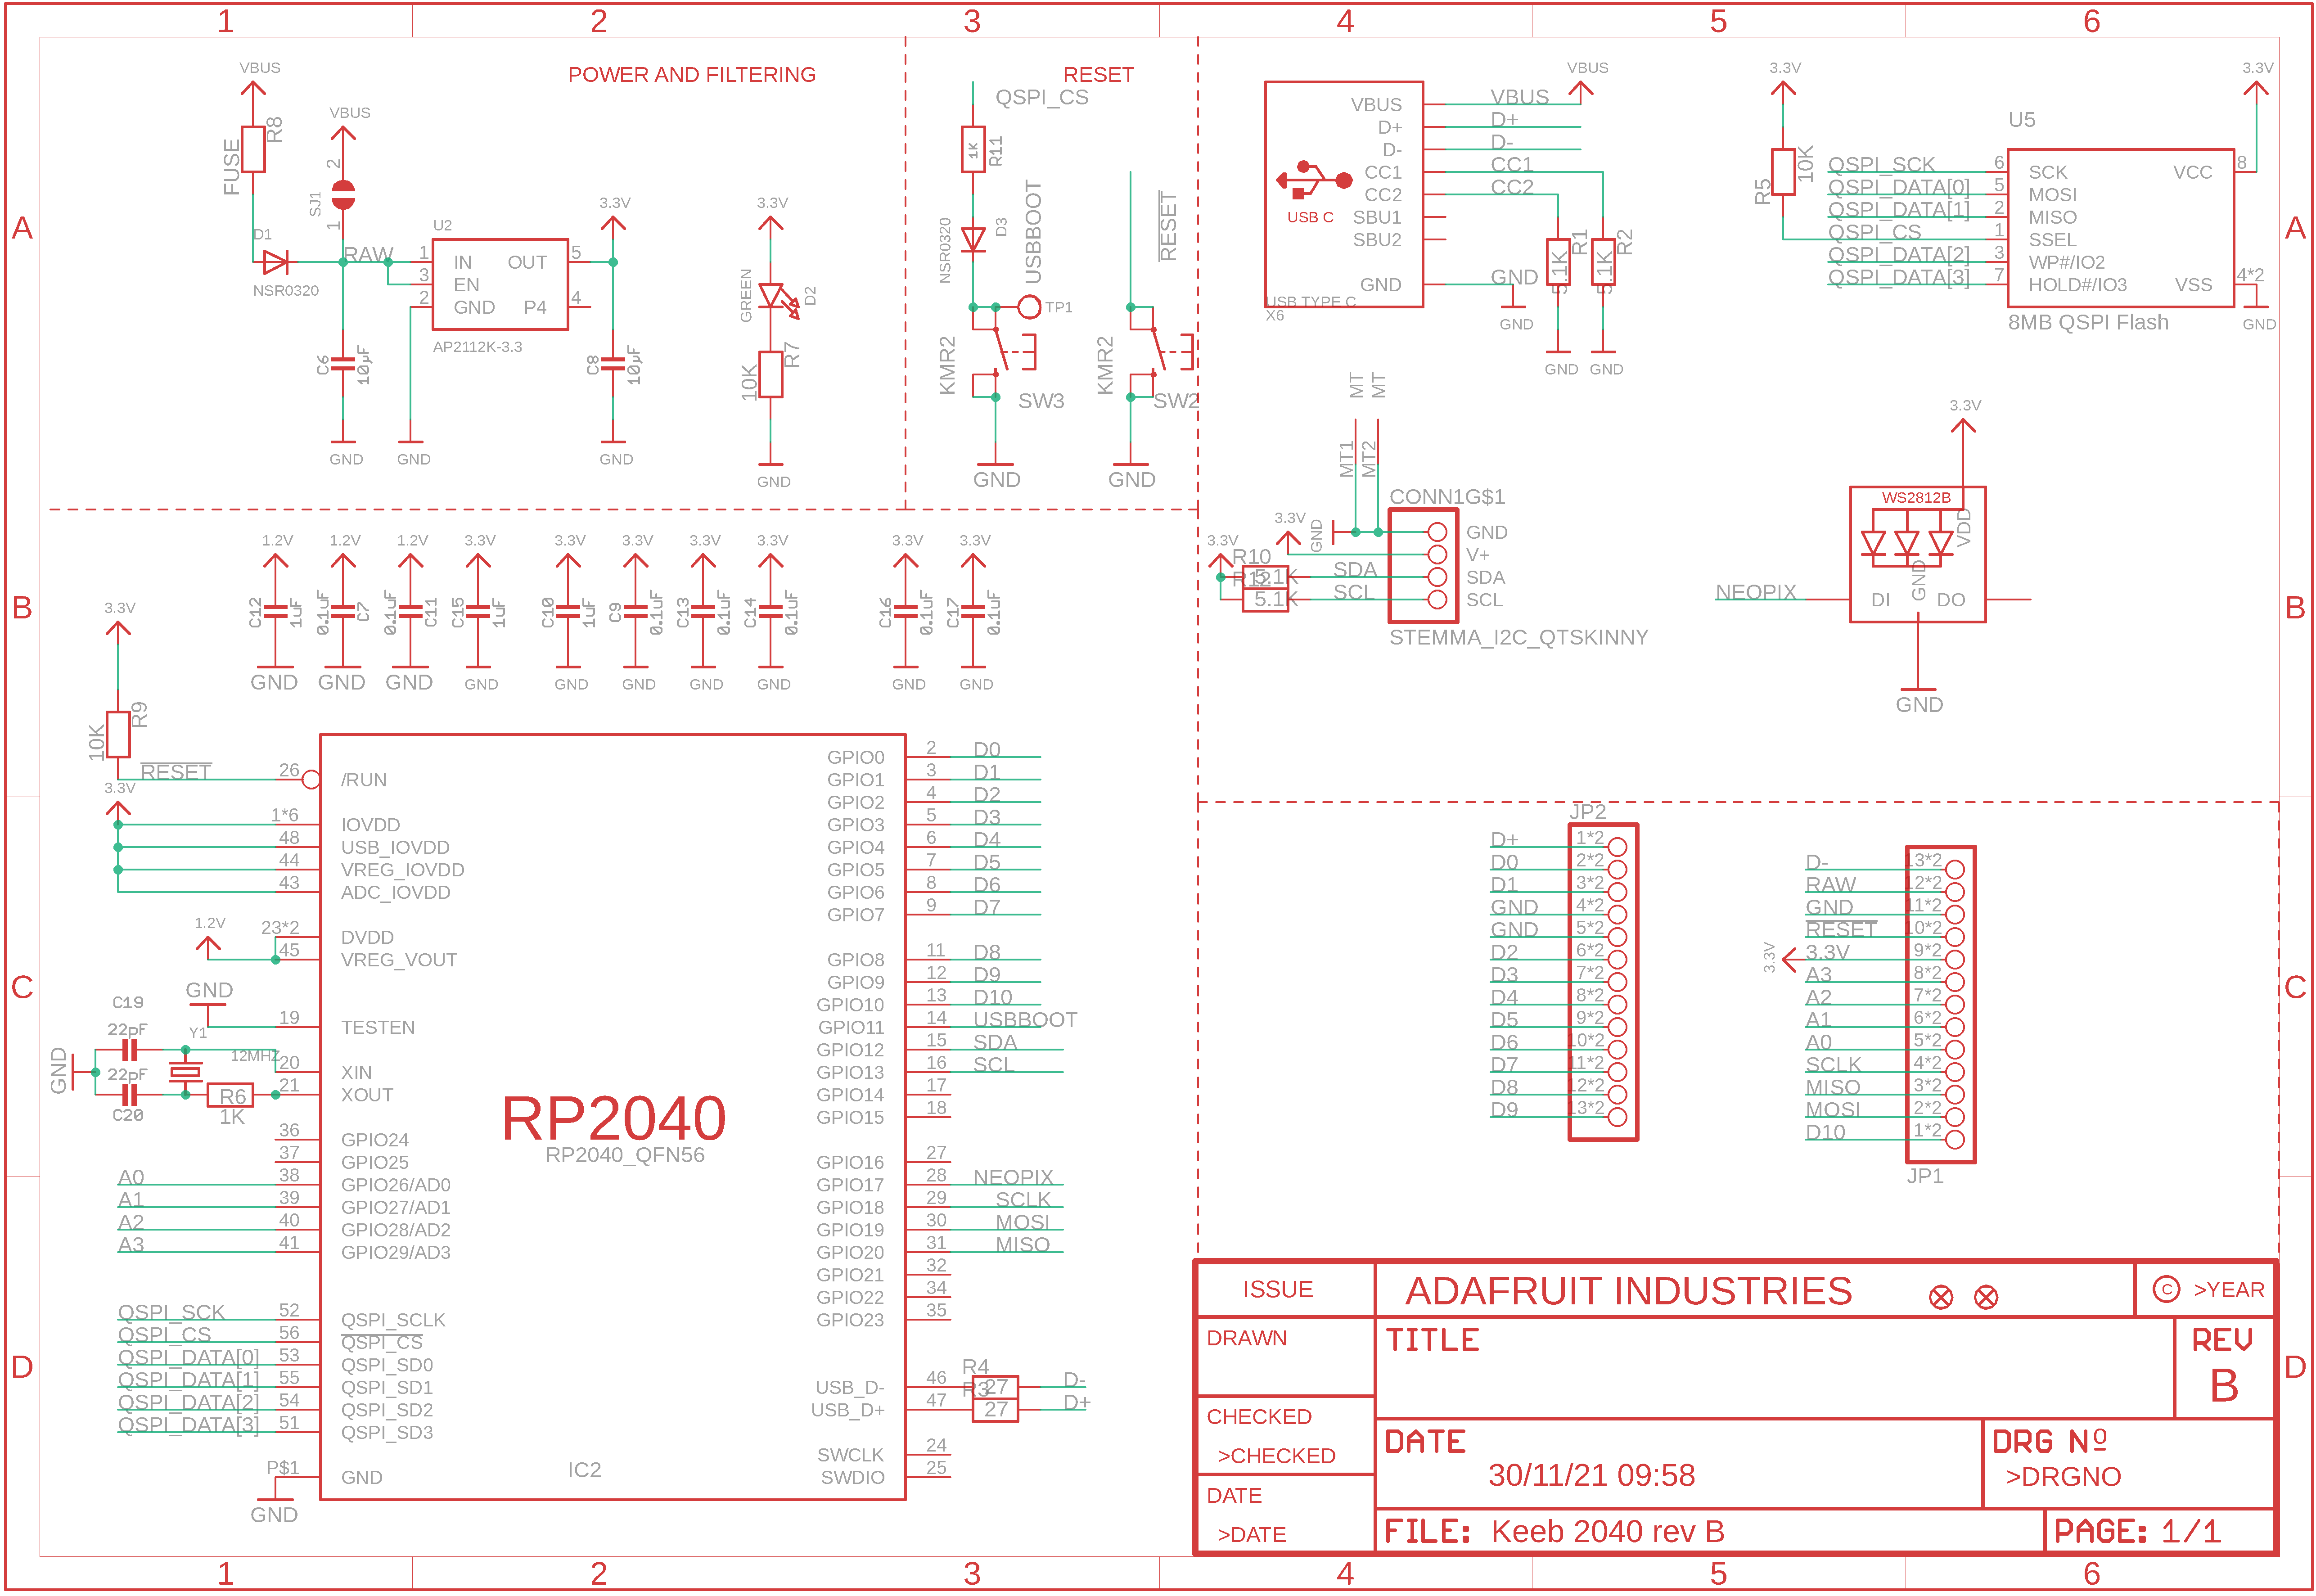 1 2 3 4 5 6
A
B
C
D
A
B
C
D
POWER AND FILTERING
VBUS
FUSE
R8
VBUS
SJ1
2
1
D1
NSR0320
RAW
U2
1 IN
3 EN
2 GND
OUT 5
P4 4
AP2112K-3.3
C6
10µF
GND
GND
3.3V
C8
10µF
GND
3.3V
GREEN
D2
R7
10K
GND
RESET
QSPI_CS
1K
R11
NSR0320
D3
USBBOOT
TP1
KMR2
SW3
GND
RESET
KMR2
SW2
GND
VBUS
VBUS VBUS
D+ D+
D- D-
CC1 CC1
CC2 CC2
SBU1
SBU2
GND GND
USB C
USB TYPE C
X6
GND
R1
5.1K
GND
R2
5.1K
GND
3.3V
R5
10K
3.3V
U5
QSPI_SCK 6 SCK
QSPI_DATA[0] 5 MOSI
QSPI_DATA[1] 2 MISO
QSPI_CS 1 SSEL
QSPI_DATA[2] 3 WP#/IO2
QSPI_DATA[3] 7 HOLD#/IO3
VCC 8
VSS 4*2
GND
8MB QSPI Flash
MT
MT
MT1
MT2
CONN1G$1
GND
3.3V
3.3V
R10
5.1K
R12
5.1K
SDA
SCL
GND
V+
SDA
SCL
STEMMA_I2C_QTSKINNY
3.3V
WS2812B
VDD
GND
NEOPIX
DI
DO
GND
1.2V 1.2V 1.2V 3.3V 3.3V 3.3V 3.3V 3.3V 3.3V 3.3V
C12 1uF
0.1uF C7
0.1uF C11
C15 1uF
C10 1uF
C9 0.1uF
C13 0.1uF
C14 0.1uF
C16 0.1uF
C17 0.1uF
GND GND GND GND GND GND GND GND GND GND
3.3V
R9
10K
RESET 26 /RUN
3.3V
1*6 IOVDD
48 USB_IOVDD
44 VREG_IOVDD
43 ADC_IOVDD
1.2V
23*2 DVDD
45 VREG_VOUT
GND
19 TESTEN
C19
22pF
Y1
12MHZ
GND
22pF
C20
R6
1K
20 XIN
21 XOUT
36 GPIO24
37 GPIO25
A0 38 GPIO26/AD0
A1 39 GPIO27/AD1
A2 40 GPIO28/AD2
A3 41 GPIO29/AD3
QSPI_SCK 52 QSPI_SCLK
QSPI_CS 56 QSPI_CS
QSPI_DATA[0] 53 QSPI_SD0
QSPI_DATA[1] 55 QSPI_SD1
QSPI_DATA[2] 54 QSPI_SD2
QSPI_DATA[3] 51 QSPI_SD3
P$1 GND
GND
RP2040
RP2040_QFN56
IC2
GPIO0 2 D0
GPIO1 3 D1
GPIO2 4 D2
GPIO3 5 D3
GPIO4 6 D4
GPIO5 7 D5
GPIO6 8 D6
GPIO7 9 D7
GPIO8 11 D8
GPIO9 12 D9
GPIO10 13 D10
GPIO11 14 USBBOOT
GPIO12 15 SDA
GPIO13 16 SCL
GPIO14 17
GPIO15 18
GPIO16 27
GPIO17 28 NEOPIX
GPIO18 29 SCLK
GPIO19 30 MOSI
GPIO20 31 MISO
GPIO21 32
GPIO22 34
GPIO23 35
R4
USB_D- 46 27 D-
R3
USB_D+ 47 27 D+
SWCLK 24
SWDIO 25
JP2
D+ 1*2
D0 2*2
D1 3*2
GND 4*2
GND 5*2
D2 6*2
D3 7*2
D4 8*2
D5 9*2
D6 10*2
D7 11*2
D8 12*2
D9 13*2
D- 13*2
RAW 12*2
GND 11*2
RESET 10*2
3.3V 3.3V 9*2
A3 8*2
A2 7*2
A1 6*2
A0 5*2
SCLK 4*2
MISO 3*2
MOSI 2*2
D10 1*2
JP1
ISSUE
ADAFRUIT INDUSTRIES
C >YEAR
DRAWN
TITLE
REV
B
CHECKED
>CHECKED
DATE
30/11/21 09:58
DRG Nº
>DRGNO
DATE
>DATE
FILE: Keeb 2040 rev B
PAGE: 1/1
1 2 3 4 5 6